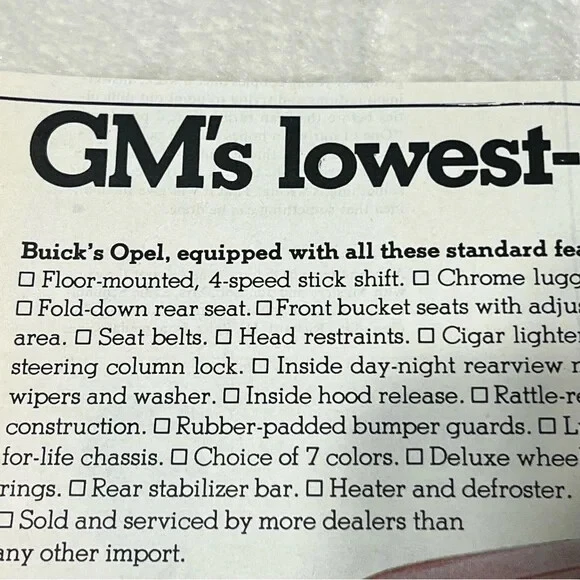 GM's lowest-
Buick's Opel, equipped with all these standard fea
☐ Floor-mounted, 4-speed stick shift. ☐ Chrome lugg
☐ Fold-down rear seat. ☐ Front bucket seats with adjus
area. ☐ Seat belts. ☐ Head restraints. ☐ Cigar lighte
steering column lock. ☐ Inside day-night rearview
wipers and washer. ☐ Inside hood release. ☐ Rattle-re
construction. ☐ Rubber-padded bumper guards. ☐ L
for-life chassis. ☐ Choice of 7 colors. ☐ Deluxe whee
rings. ☐ Rear stabilizer bar. ☐ Heater and defroster.
☐ Sold and serviced by more dealers than
any other import.